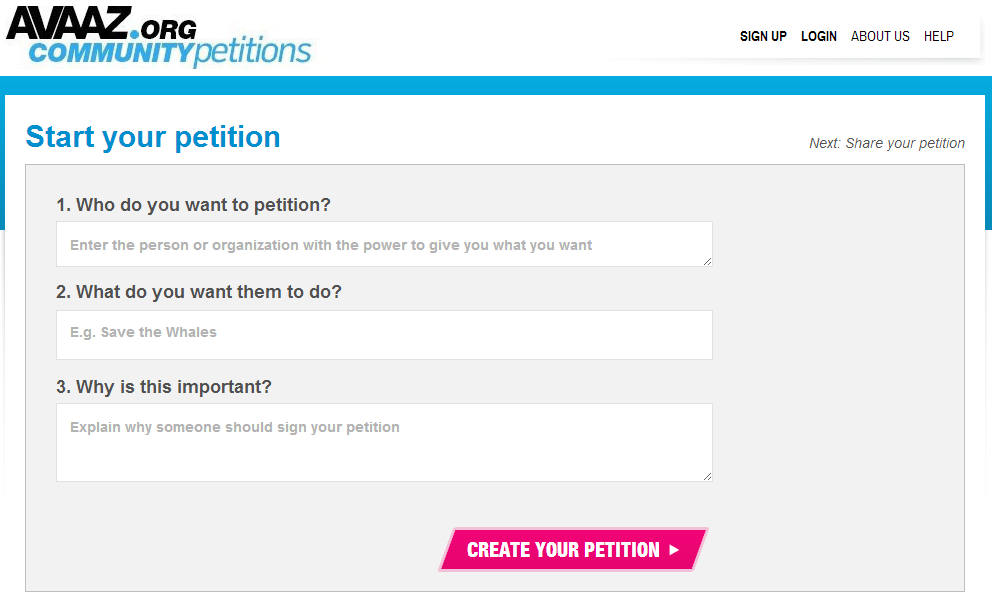 AVAAZ.ORG
COMMUNITYpetitions
SIGN UP LOGIN ABOUT US HELP
Start your petition
Next: Share your petition
1. Who do you want to petition?
Enter the person or organization with the power to give you what you want
2. What do you want them to do?
E.g. Save the Whales
3. Why is this important?
Explain why someone should sign your petition
CREATE YOUR PETITION